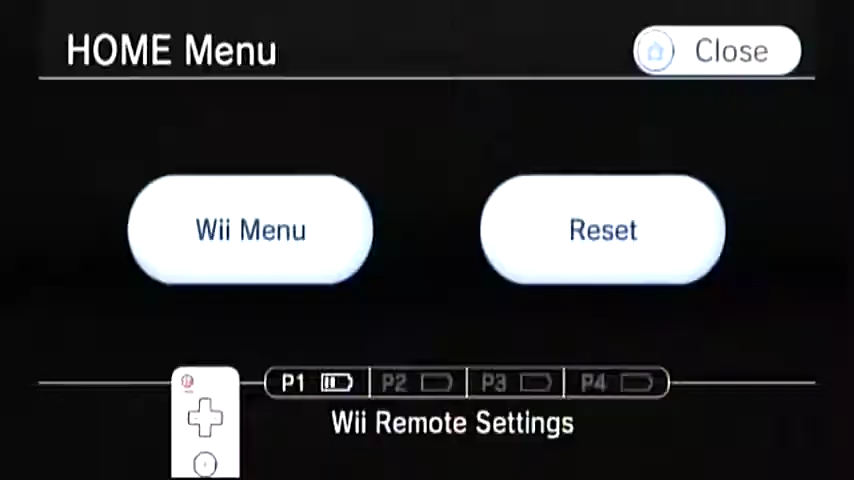 HOME Menu
Close
Wii Menu
Reset
P1 P2 P3 P4
Wii Remote Settings